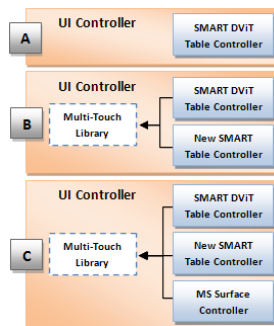 UI Controller
SMART DViT
Table Controller
A
UI Controller
SMART DViT
Table Controller
Multi-Touch
Library
B
New SMART
Table Controller
UI Controller
SMART DViT
Table Controller
Multi-Touch
Library
C
New SMART
Table Controller
MS Surface
Controller